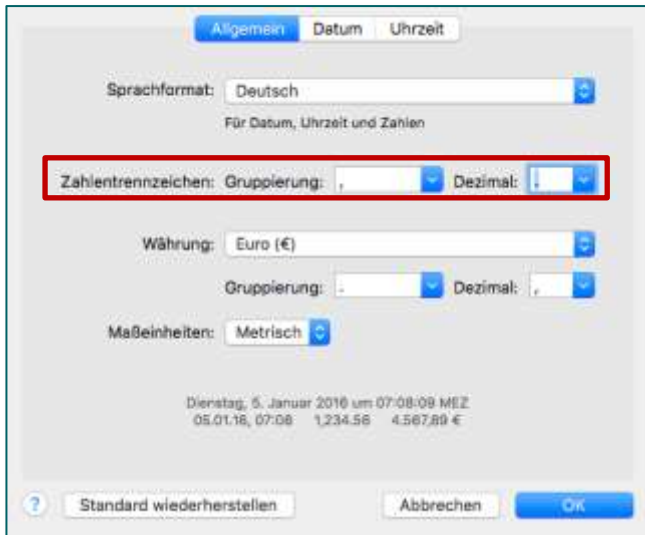 Allgemein Datum Uhrzeit
Sprachformat: Deutsch
Für Datum, Uhrzeit und Zahlen
Zahlentrennzeichen: Gruppierung: , Dezimal: .
Währung: Euro (€)
Gruppierung: . Dezimal: ,
Maßeinheiten: Metrisch
Dienstag, 5. Januar 2016 um 07:08:09 MEZ
05.01.16, 07:08 1,234.56 4.567,89 €
? Standard wiederherstellen Abbrechen OK